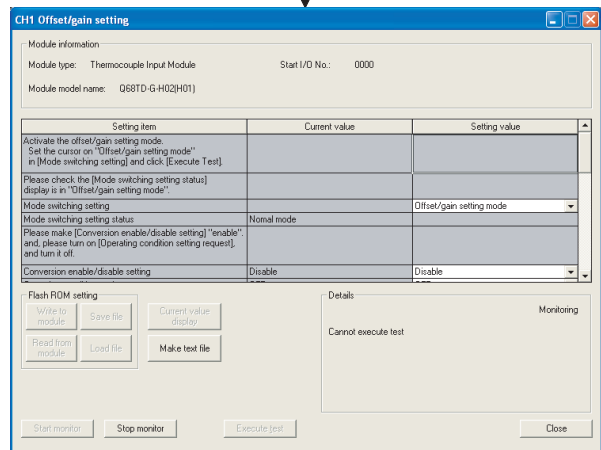 CH1 Offset/gain setting
Module information
Module type: Thermocouple Input Module Start I/O No.: 0000
Module model name: Q68TD-G-H02(H01)
Setting item Current value Setting value
Activate the offset/gain setting mode.
Set the cursor on "Offset/gain setting mode"
in [Mode switching setting] and click [Execute Test].
Please check the [Mode switching setting status]
display is in "Offset/gain setting mode".
Mode switching setting Offset/gain setting mode
Mode switching setting status Nomal mode
Please make [Conversion enable/disable setting] "enable".
and, please turn on [Operating condition setting request],
and turn it off.
Conversion enable/disable setting Disable Disable
Flash ROM setting
Write to
module
Save file
Current value
display
Read from
module
Load file
Make text file
Details
Monitoring
Cannot execute test
Start monitor Stop monitor Execute test Close